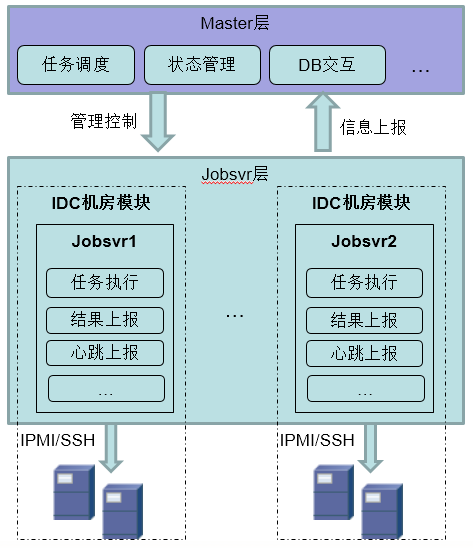 Master层
任务调度
状态管理
DB交互
…
管理控制
信息上报
Jobsvr层
IDC机房模块
Jobsvr1
任务执行
结果上报
心跳上报
…
…
IDC机房模块
Jobsvr2
任务执行
结果上报
心跳上报
…
IPMI/SSH
IPMI/SSH